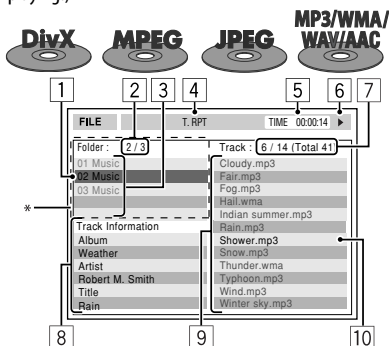 MP3/WMA/
DivX MPEG JPEG WAV/AAC
1 2 3 4 5 6 7
FILE T. RPT TIME 00:00:14
Folder : 2 / 3 Track : 6 / 14 (Total 41
01 Music Cloudy.mp3
02 Music Fair.mp3
03 Music Fog.mp3
Hail.wma
* Indian summer.mp3
Track Information Rain.mp3
Album Shower.mp3
Weather Snow.mp3
Artist Thunder.wma
Robert M. Smith Typhoon.mp3
Title Wind.mp3
Rain Winter sky.mp3
8 9 10